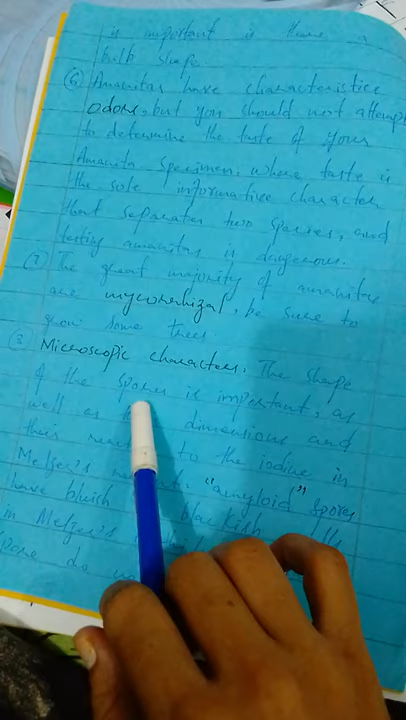 is important is there a
bulb shape.
⑥ Amanitas have characteristics
odors, but you should not attempt
to determine the taste of your
Amanita specimen, where taste is
the sole informative character
that separates two species, and
testing amanitas is dangerous.
⑦ The great majority of amanitas
are mycorrhizal, be sure to
some trees.
⑧ Microscopic characters. The shape
of the spores is important, as
well as dimensions and
their to the iodine in
Melzer's "amyloid" spores
have bluish blackish
in Melzer's
spore do